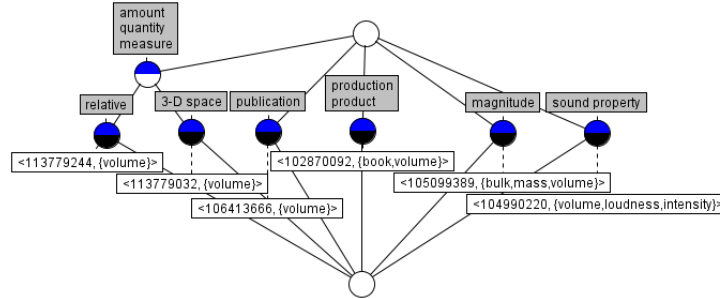 amount
quantity
measure
relative
3-D space
publication
production
product
magnitude
sound property
<113779244, {volume}>
<102870092, {book,volume}>
<113779032, {volume}>
<105099389, {bulk,mass,volume}>
<106413666, {volume}>
<104990220, {volume,loudness,intensity}>